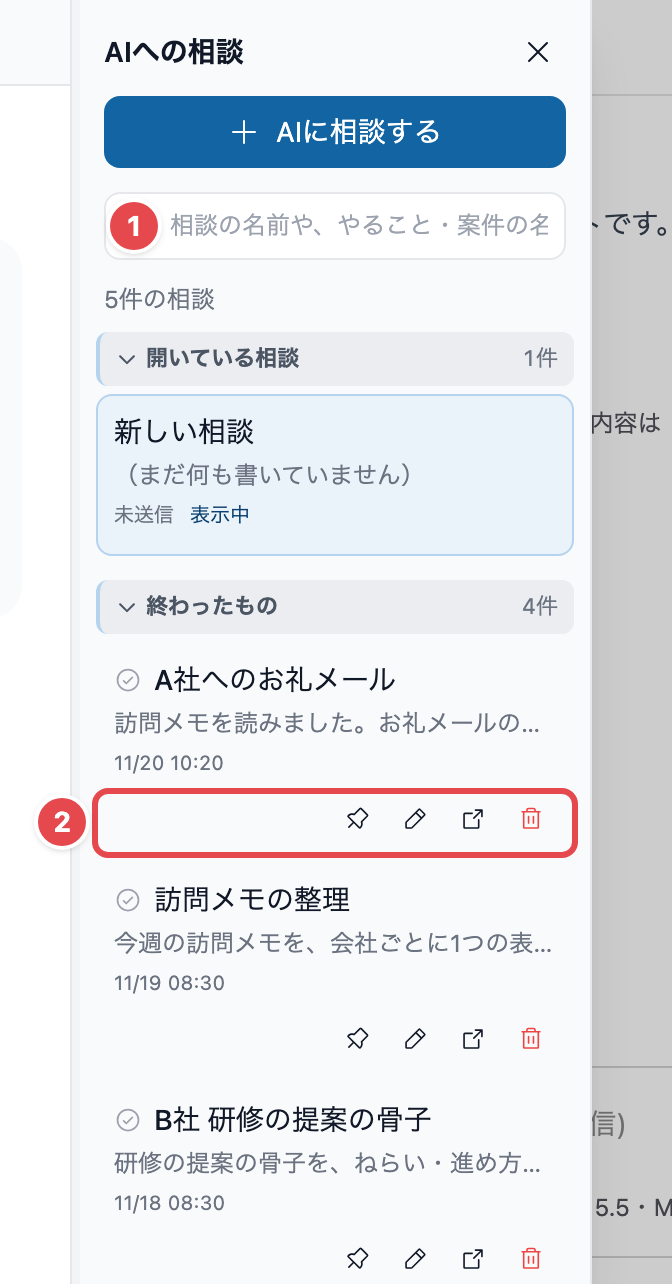 AIへの相談
AIに相談する
1 相談の名前や、やること・案件の名
トです。
5件の相談
開いている相談 1件
内容は
新しい相談
（まだ何も書いていません）
未送信 表示中
終わったもの 4件
A社へのお礼メール
訪問メモを読みました。お礼メールの...
11/20 10:20
2
訪問メモの整理
今週の訪問メモを、会社ごとに1つの表...
11/19 08:30
B社 研修の提案の骨子
信)
研修の提案の骨子を、ねらい・進め方...
11/18 08:30
5.5・M